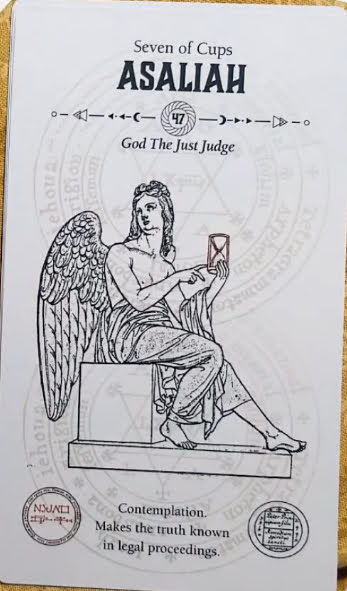 Seven of Cups
ASALIAH
47
God The Just Judge
Contemplation.
Makes the truth known
in legal proceedings.